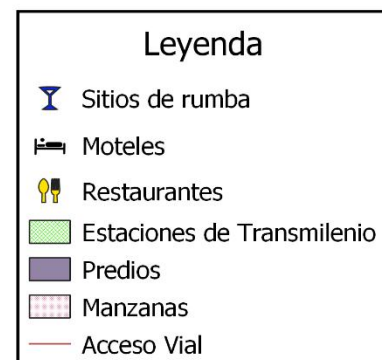 Leyenda
Sitios de rumba
Moteles
Restaurantes
Estaciones de Transmilenio
Predios
Manzanas
Acceso Vial